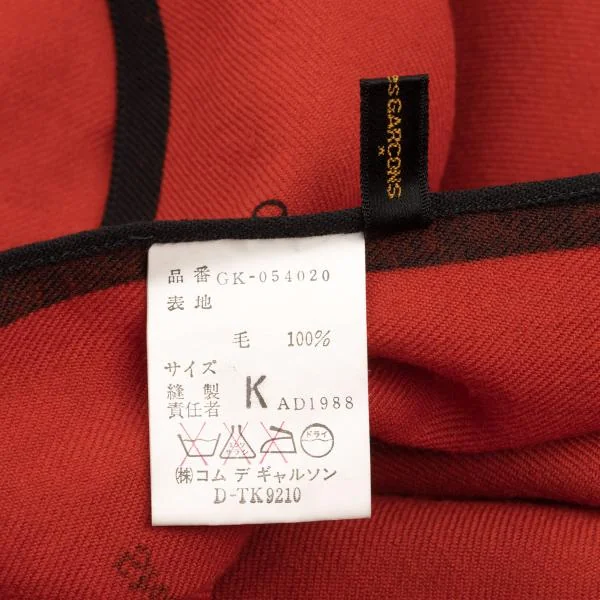 ES GARCONS
品番 GK-054020
表地
毛 100%
サイズ
縫製
責任者 K AD1988
ドライ
㈱コム デ ギャルソン
D-TK9210